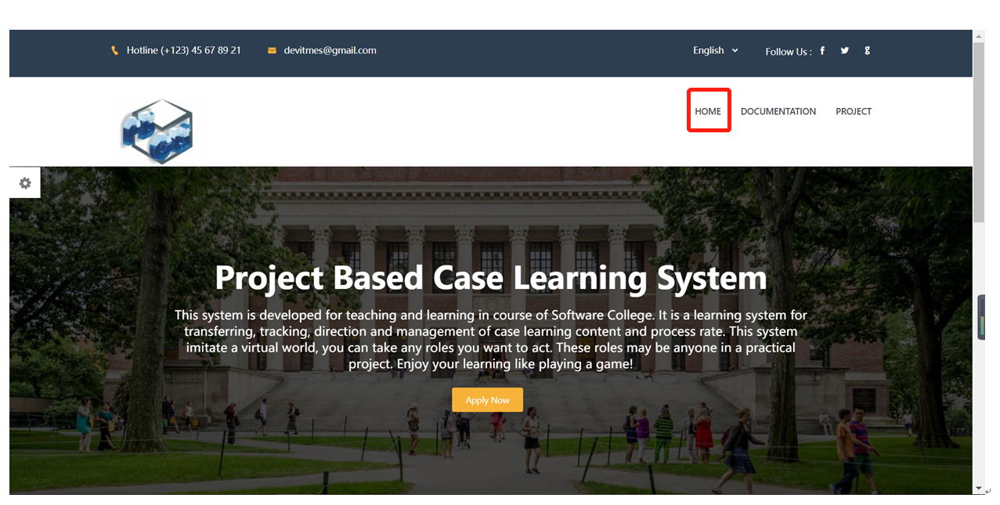 Hotline (+123) 45 67 89 21
devitmes@gmail.com
English
Follow Us :
HOME
DOCUMENTATION
PROJECT
Project Based Case Learning System
This system is developed for teaching and learning in course of Software College. It is a learning system for
transferring, tracking, direction and management of case learning content and process rate. This system
imitate a virtual world, you can take any roles you want to act. These roles may be anyone in a practical
project. Enjoy your learning like playing a game!
Apply Now